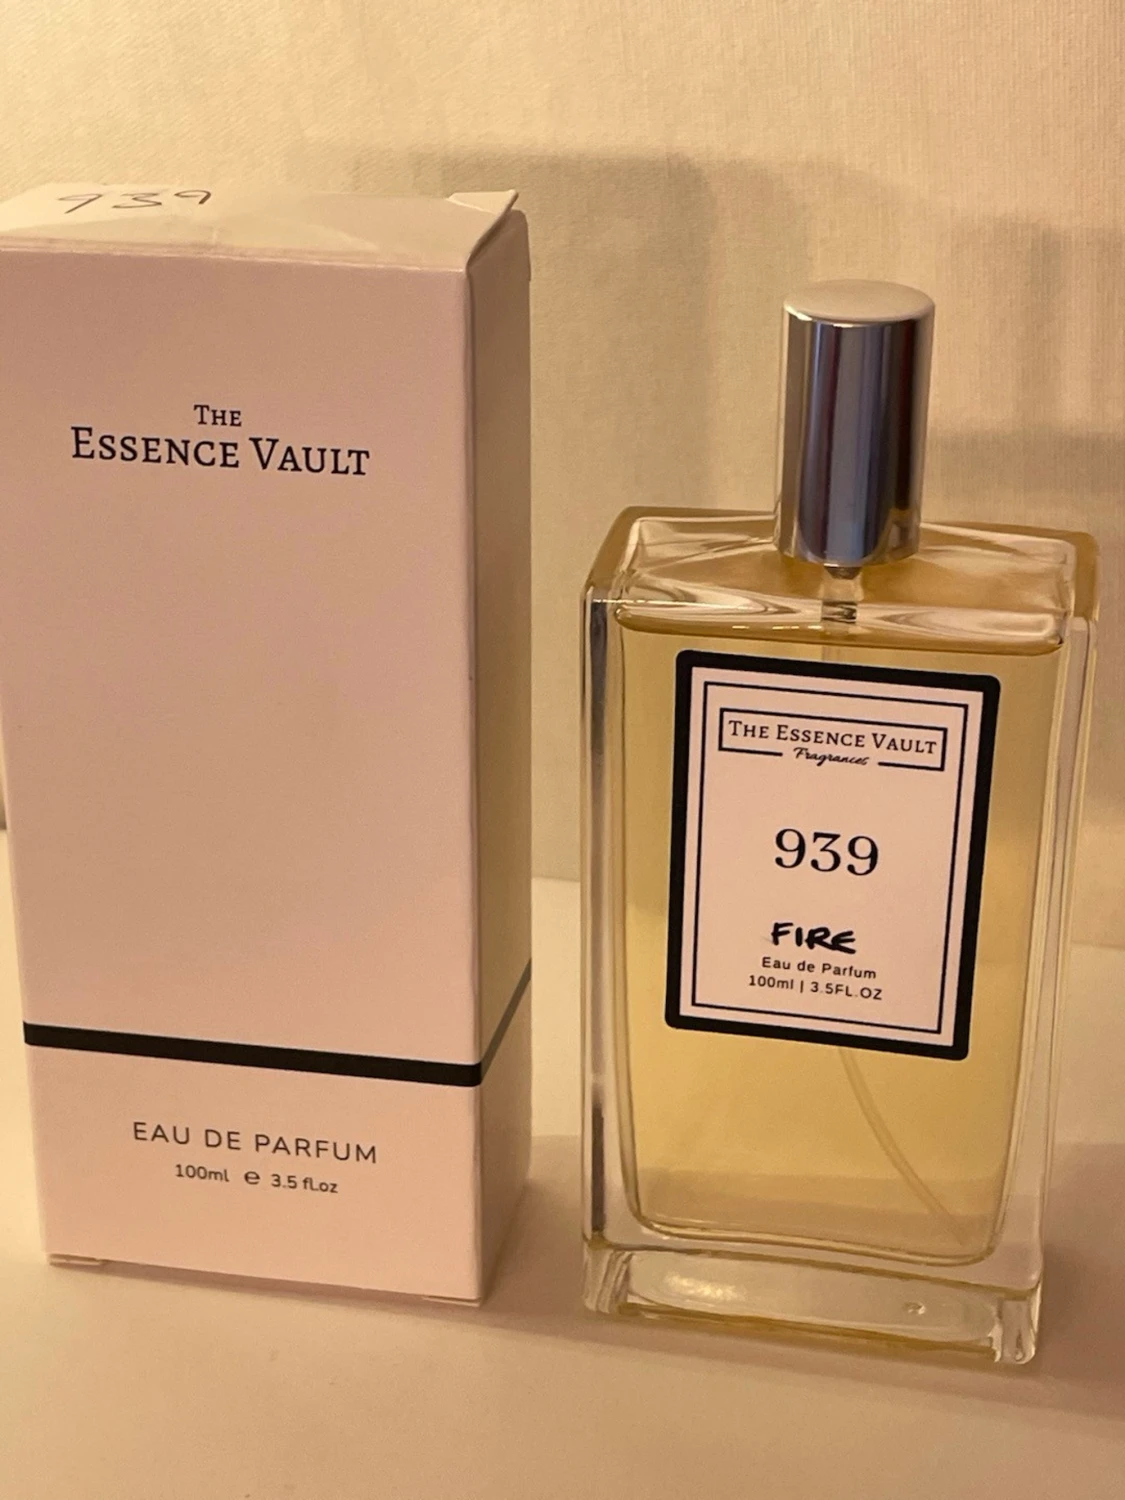 939
THE
ESSENCE VAULT
EAU DE PARFUM
100ml e 3.5 fl.oz
THE ESSENCE VAULT
Fragrances
939
FIRE
Eau de Parfum
100ml | 3.5FL.OZ